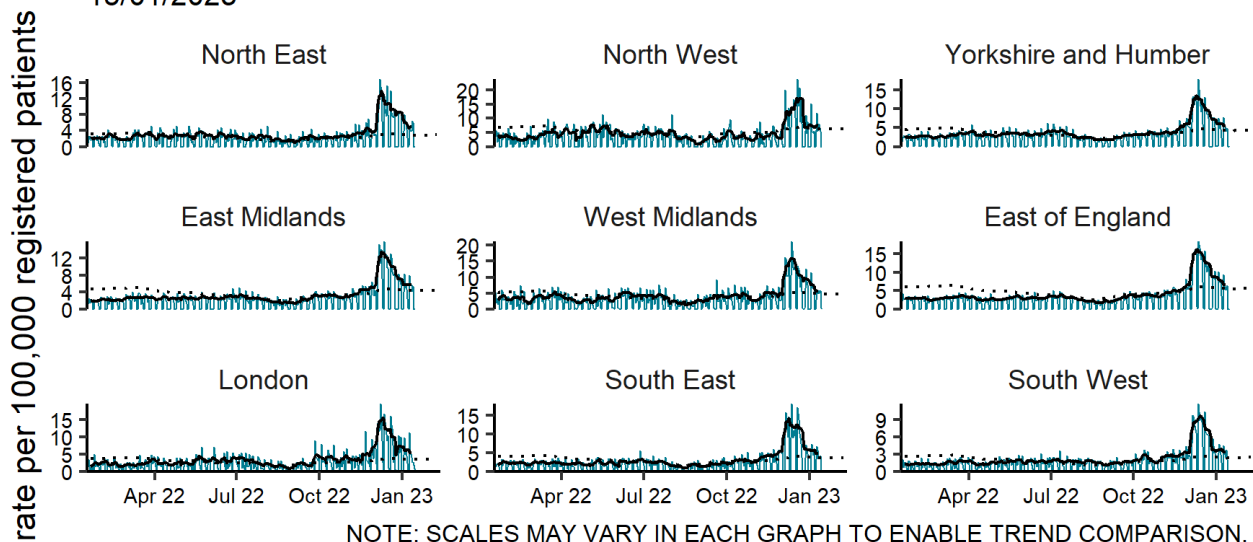 rate per 100,000 registered patients
North East
North West
Yorkshire and Humber
16
12
8
4
0
20
15
10
5
0
15
10
5
0
East Midlands
West Midlands
East of England
12
8
4
0
20
15
10
5
0
15
10
5
0
London
South East
South West
15
10
5
0
15
10
5
0
9
6
3
0
Apr 22 Jul 22 Oct 22 Jan 23
Apr 22 Jul 22 Oct 22 Jan 23
Apr 22 Jul 22 Oct 22 Jan 23
NOTE: SCALES MAY VARY IN EACH GRAPH TO ENABLE TREND COMPARISON.